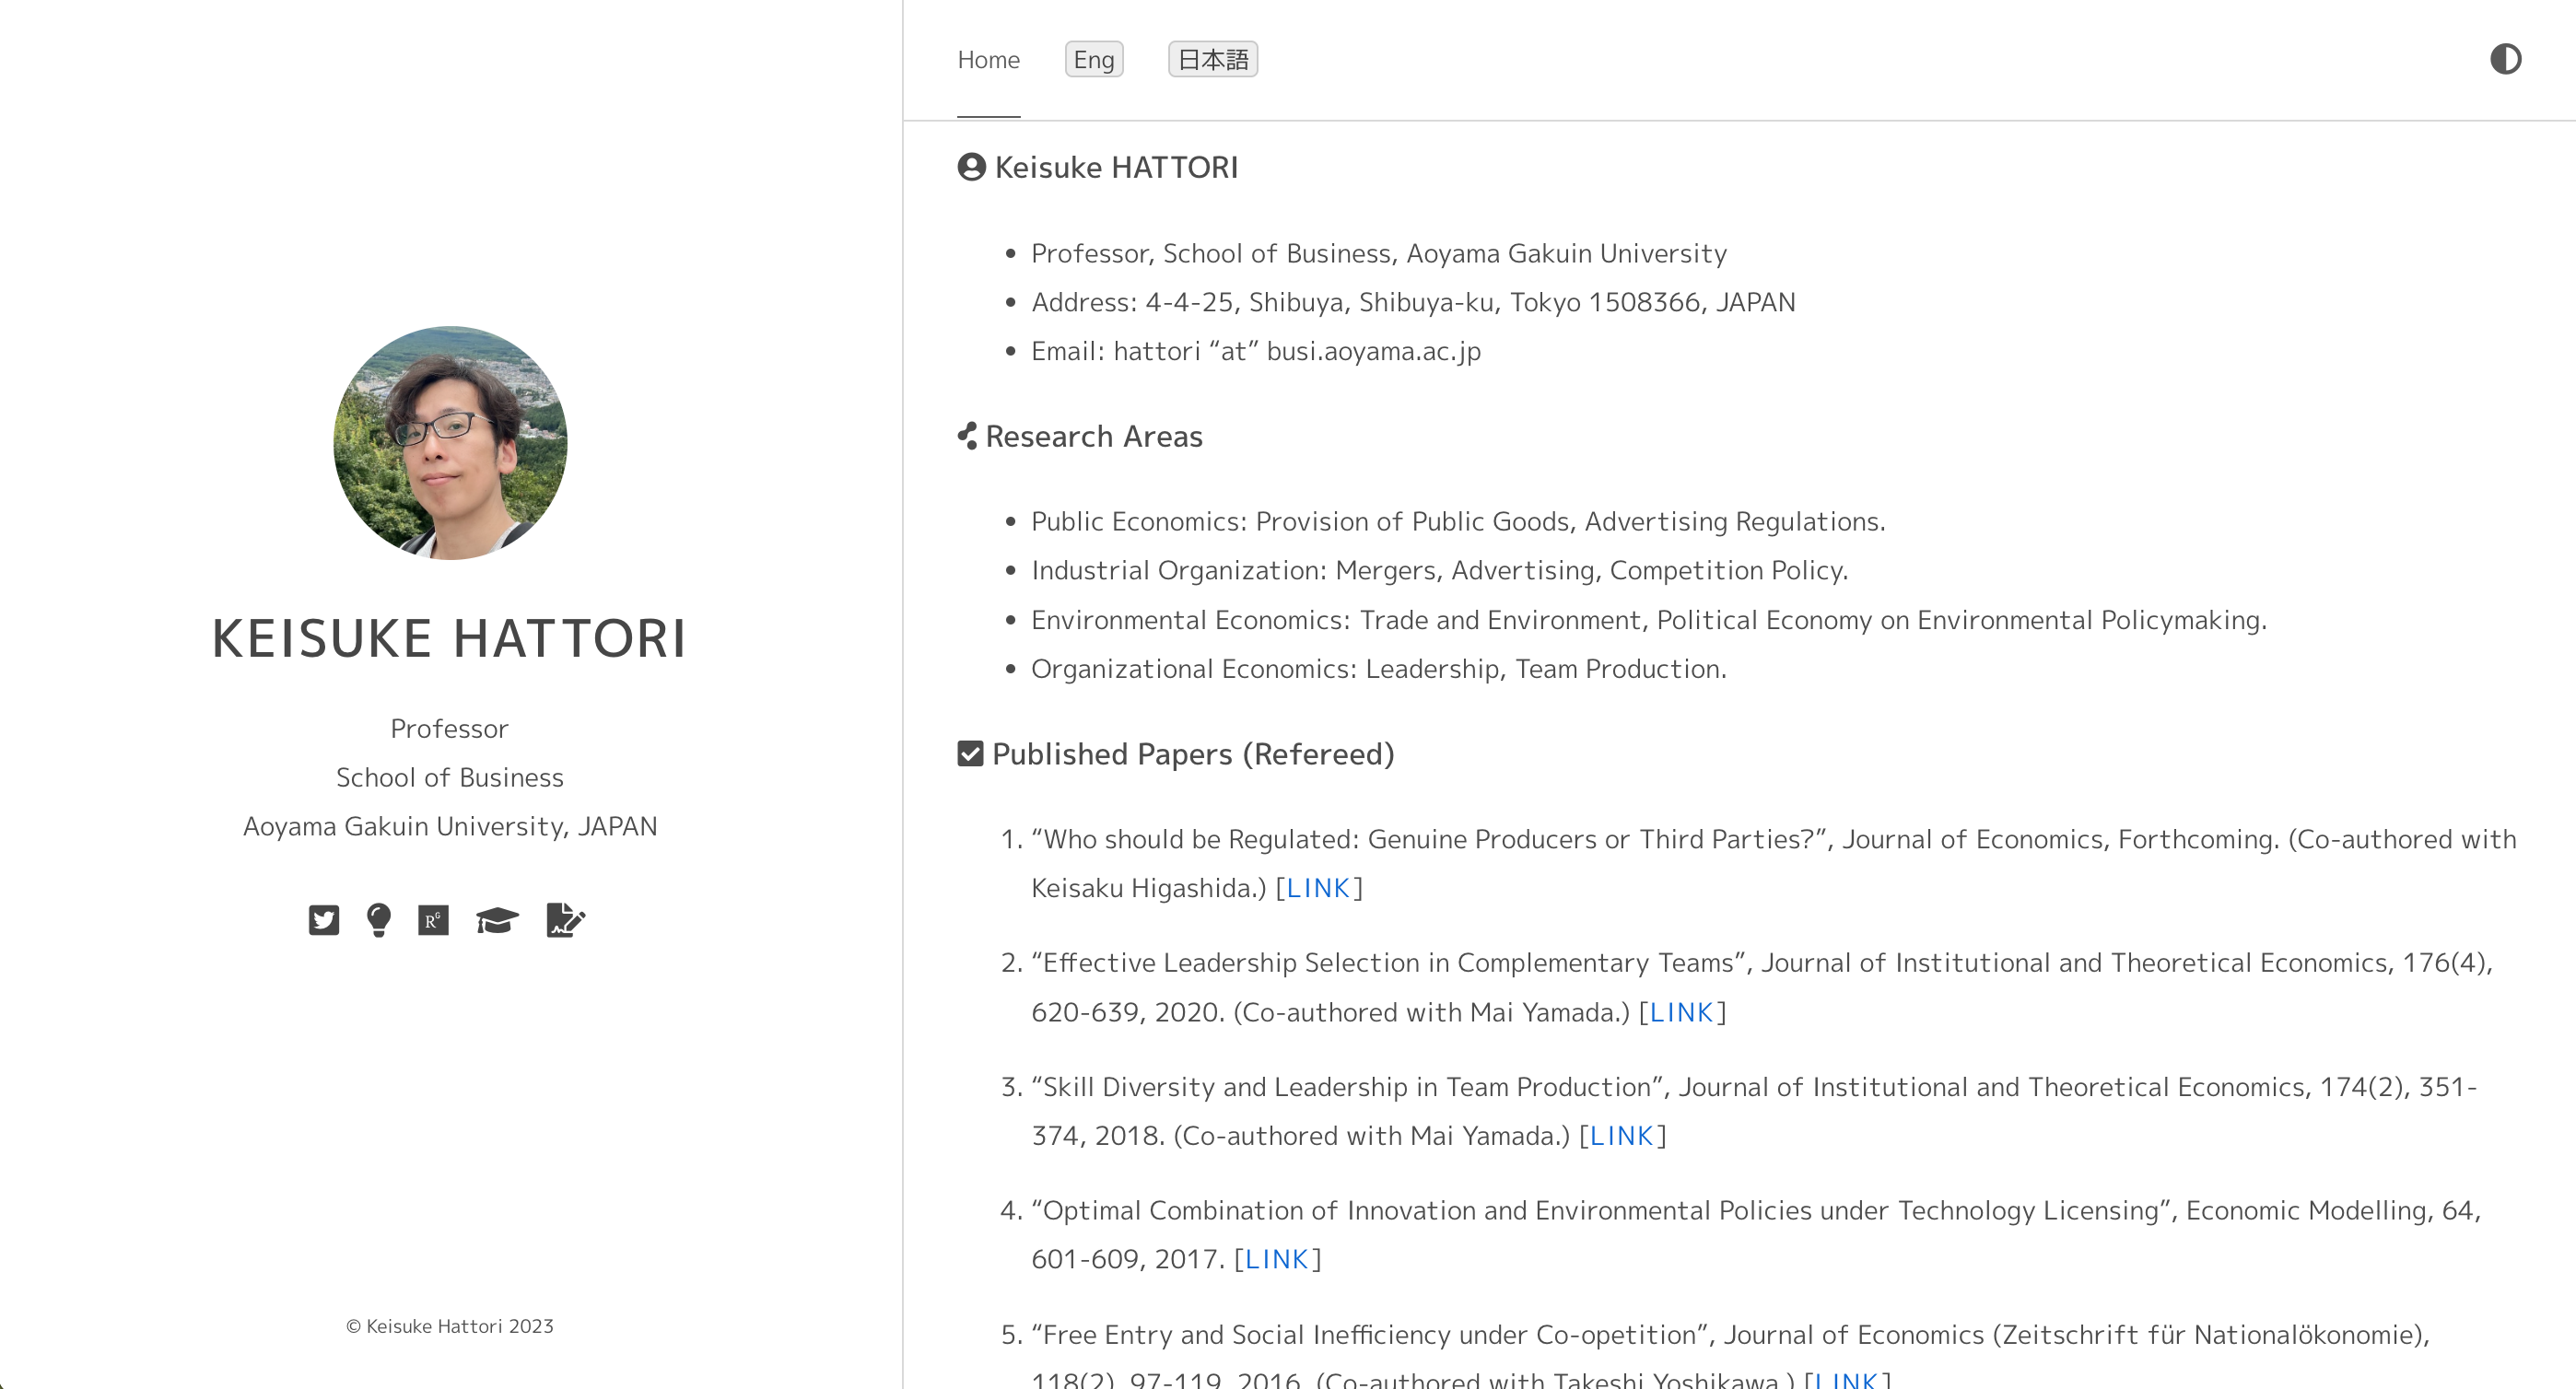 KEISUKE HATTORI
Professor
School of Business
Aoyama Gakuin University, JAPAN
RG
© Keisuke Hattori 2023
Home
Eng
日本語
Keisuke HATTORI
• Professor, School of Business, Aoyama Gakuin University
• Address: 4-4-25, Shibuya, Shibuya-ku, Tokyo 1508366, JAPAN
• Email: hattori “at” busi.aoyama.ac.jp
Research Areas
• Public Economics: Provision of Public Goods, Advertising Regulations.
• Industrial Organization: Mergers, Advertising, Competition Policy.
• Environmental Economics: Trade and Environment, Political Economy on Environmental Policymaking.
• Organizational Economics: Leadership, Team Production.
Published Papers (Refereed)
1. “Who should be Regulated: Genuine Producers or Third Parties?”, Journal of Economics, Forthcoming. (Co-authored with
Keisaku Higashida.) [LINK]
2. “Effective Leadership Selection in Complementary Teams”, Journal of Institutional and Theoretical Economics, 176(4),
620-639, 2020. (Co-authored with Mai Yamada.) [LINK]
3. “Skill Diversity and Leadership in Team Production”, Journal of Institutional and Theoretical Economics, 174(2), 351-
374, 2018. (Co-authored with Mai Yamada.) [LINK]
4. “Optimal Combination of Innovation and Environmental Policies under Technology Licensing”, Economic Modelling, 64,
601-609, 2017. [LINK]
5. “Free Entry and Social Inefficiency under Co-opetition”, Journal of Economics (Zeitschrift für Nationalökonomie),
118(2), 97-119, 2016. (Co-authored with Takeshi Yoshikawa.) [LINK]